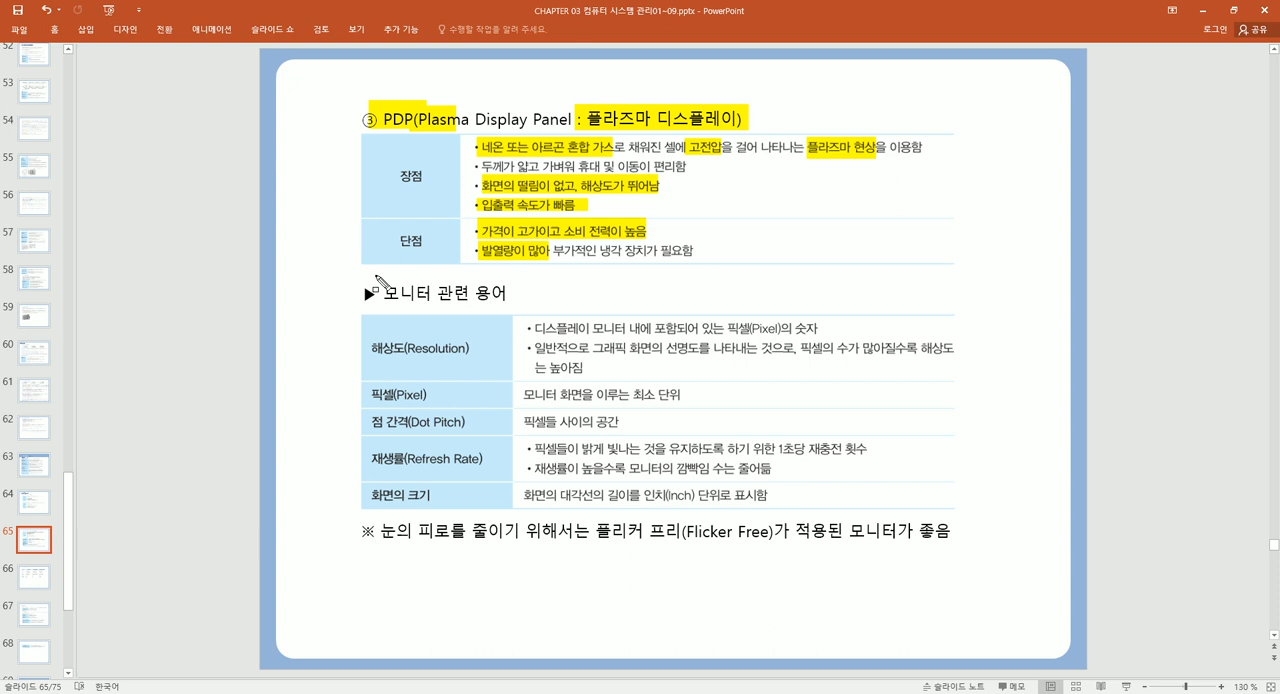 CHAPTER 03 컴퓨터 시스템 관리01~09.pptx - PowerPoint
파일 홈 삽입 디자인 전환 애니메이션 슬라이드 쇼 검토 보기 추가 기능 수행할 작업을 알려 주세요. 로그인 공유
52
53
54
55
56
57
58
59
60
61
62
63
64
65
66
67
68
③ PDP(Plasma Display Panel : 플라즈마 디스플레이)
장점
• 네온 또는 아르곤 혼합 가스로 채워진 셀에 고전압을 걸어 나타나는 플라즈마 현상을 이용함
• 두께가 얇고 가벼워 휴대 및 이동이 편리함
• 화면의 떨림이 없고, 해상도가 뛰어남
• 입출력 속도가 빠름
단점
• 가격이 고가이고 소비 전력이 높음
• 발열량이 많아 부가적인 냉각 장치가 필요함
▶ 모니터 관련 용어
해상도(Resolution)
• 디스플레이 모니터 내에 포함되어 있는 픽셀(Pixel)의 숫자
• 일반적으로 그래픽 화면의 선명도를 나타내는 것으로, 픽셀의 수가 많아질수록 해상도
는 높아짐
픽셀(Pixel) 모니터 화면을 이루는 최소 단위
점 간격(Dot Pitch) 픽셀들 사이의 공간
재생률(Refresh Rate)
• 픽셀들이 밝게 빛나는 것을 유지하도록 하기 위한 1초당 재충전 횟수
• 재생률이 높을수록 모니터의 깜빡임 수는 줄어듦
화면의 크기 화면의 대각선의 길이를 인치(Inch) 단위로 표시함
※ 눈의 피로를 줄이기 위해서는 플리커 프리(Flicker Free)가 적용된 모니터가 좋음
슬라이드 65/75 한국어 슬라이드 노트 메모 130 %